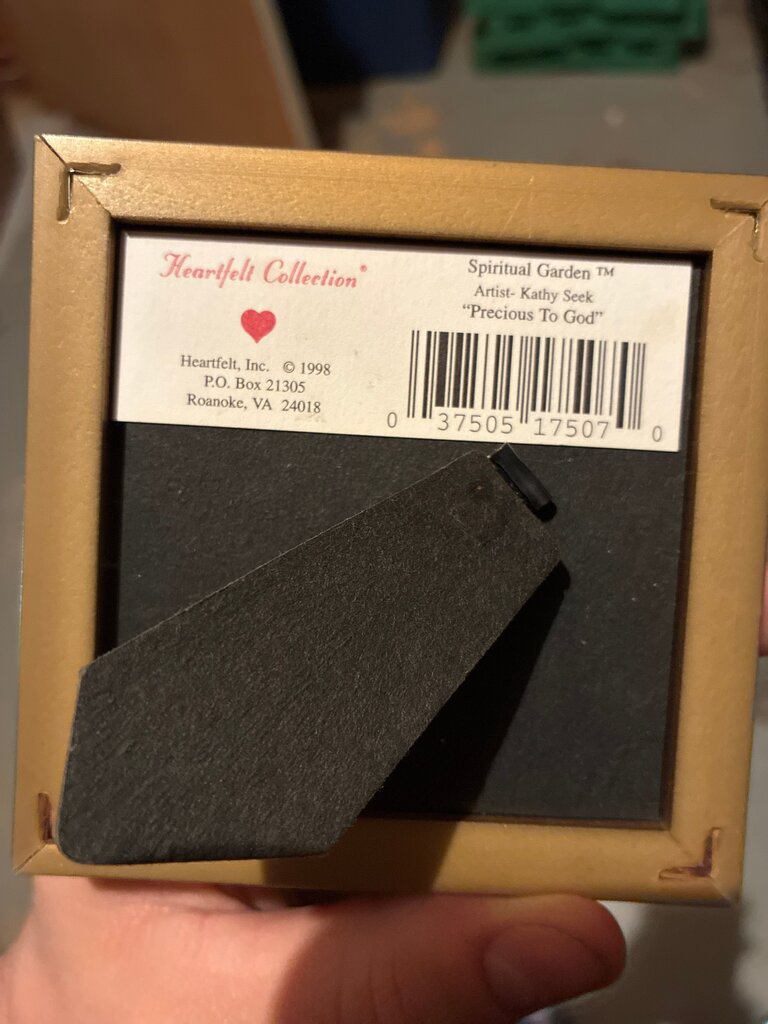 Heartfelt Collection®
Heartfelt, Inc. © 1998
P.O. Box 21305
Roanoke, VA 24018
Spiritual Garden ™
Artist- Kathy Seek
“Precious To God”
0 37505 17507 0